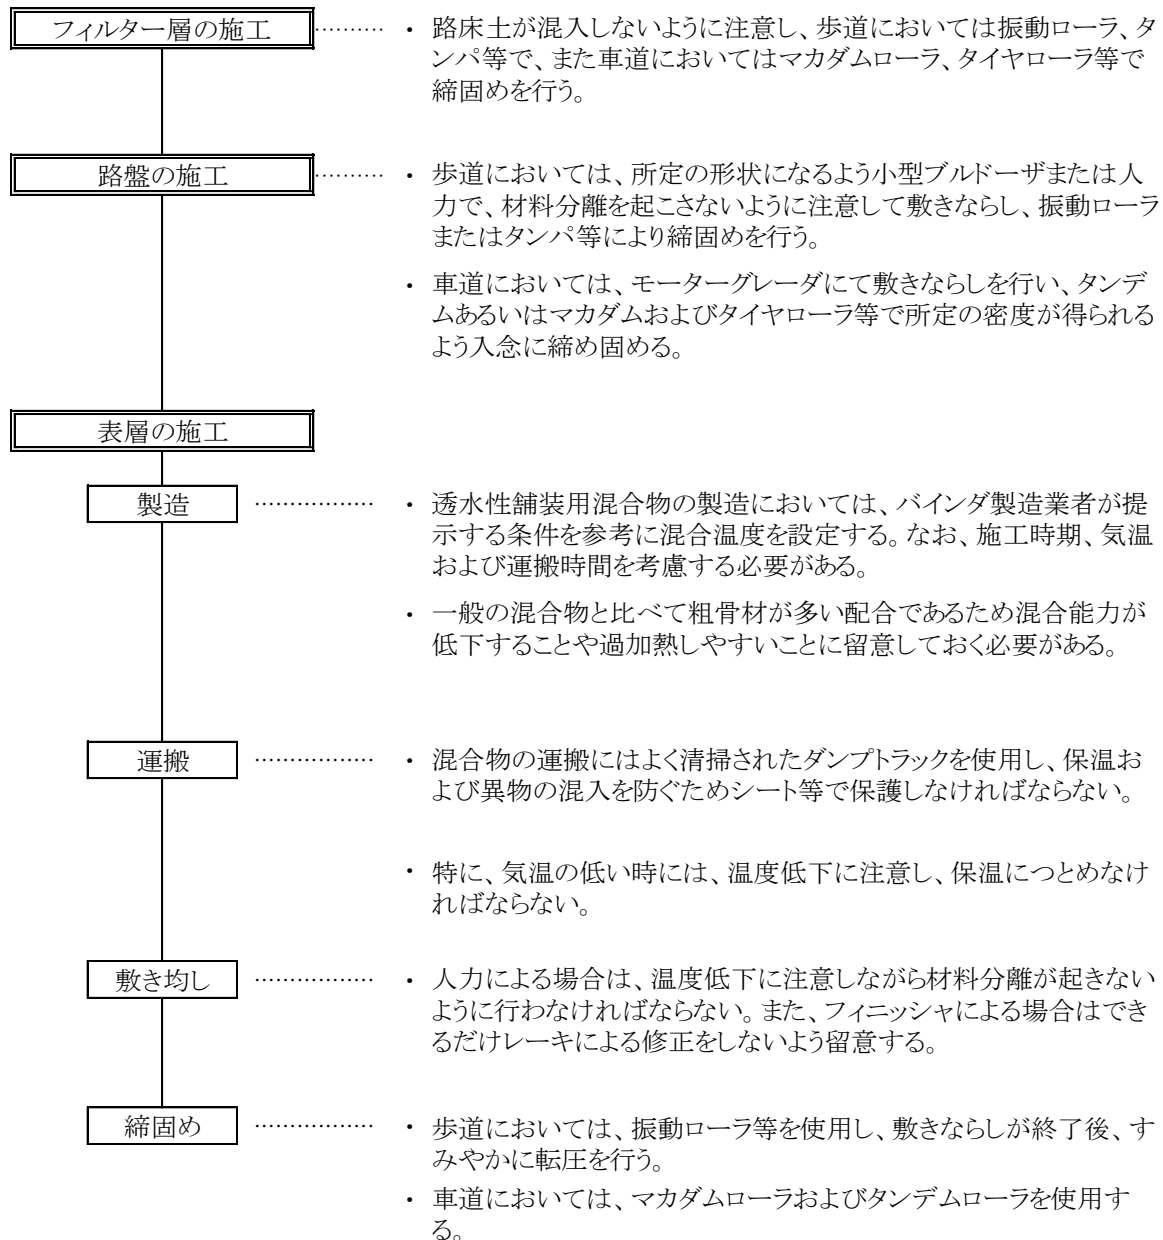 フィルター層の施工 ……… ・ 路床土が混入しないように注意し、歩道においては振動ローラ、タ
ンパ等で、また車道においてはマカダムローラ、タイヤローラ等で
締固めを行う。
路盤の施工 ……… ・ 歩道においては、所定の形状になるよう小型ブルドーザまたは人
力で、材料分離を起こさないように注意して敷きならし、振動ローラ
またはタンパ等により締固めを行う。
・ 車道においては、モーターグレーダにて敷きならしを行い、タンデ
ムあるいはマカダムおよびタイヤローラ等で所定の密度が得られる
よう入念に締め固める。
表層の施工
製造 …………… ・ 透水性舗装用混合物の製造においては、バインダ製造業者が提
示する条件を参考に混合温度を設定する。なお、施工時期、気温
および運搬時間を考慮する必要がある。
・ 一般の混合物と比べて粗骨材が多い配合であるため混合能力が
低下することや過加熱しやすいことに留意しておく必要がある。
運搬 …………… ・ 混合物の運搬にはよく清掃されたダンプトラックを使用し、保温お
よび異物の混入を防ぐためシート等で保護しなければならない。
・ 特に、気温の低い時には、温度低下に注意し、保温につとめなけ
ればならない。
敷き均し …………… ・ 人力による場合は、温度低下に注意しながら材料分離が起きない
ように行わなければならない。また、フィニッシャによる場合はでき
るだけレーキによる修正をしないよう留意する。
締固め …………… ・ 歩道においては、振動ローラ等を使用し、敷きならしが終了後、す
みやかに転圧を行う。
・ 車道においては、マカダムローラおよびタンデムローラを使用す
る。